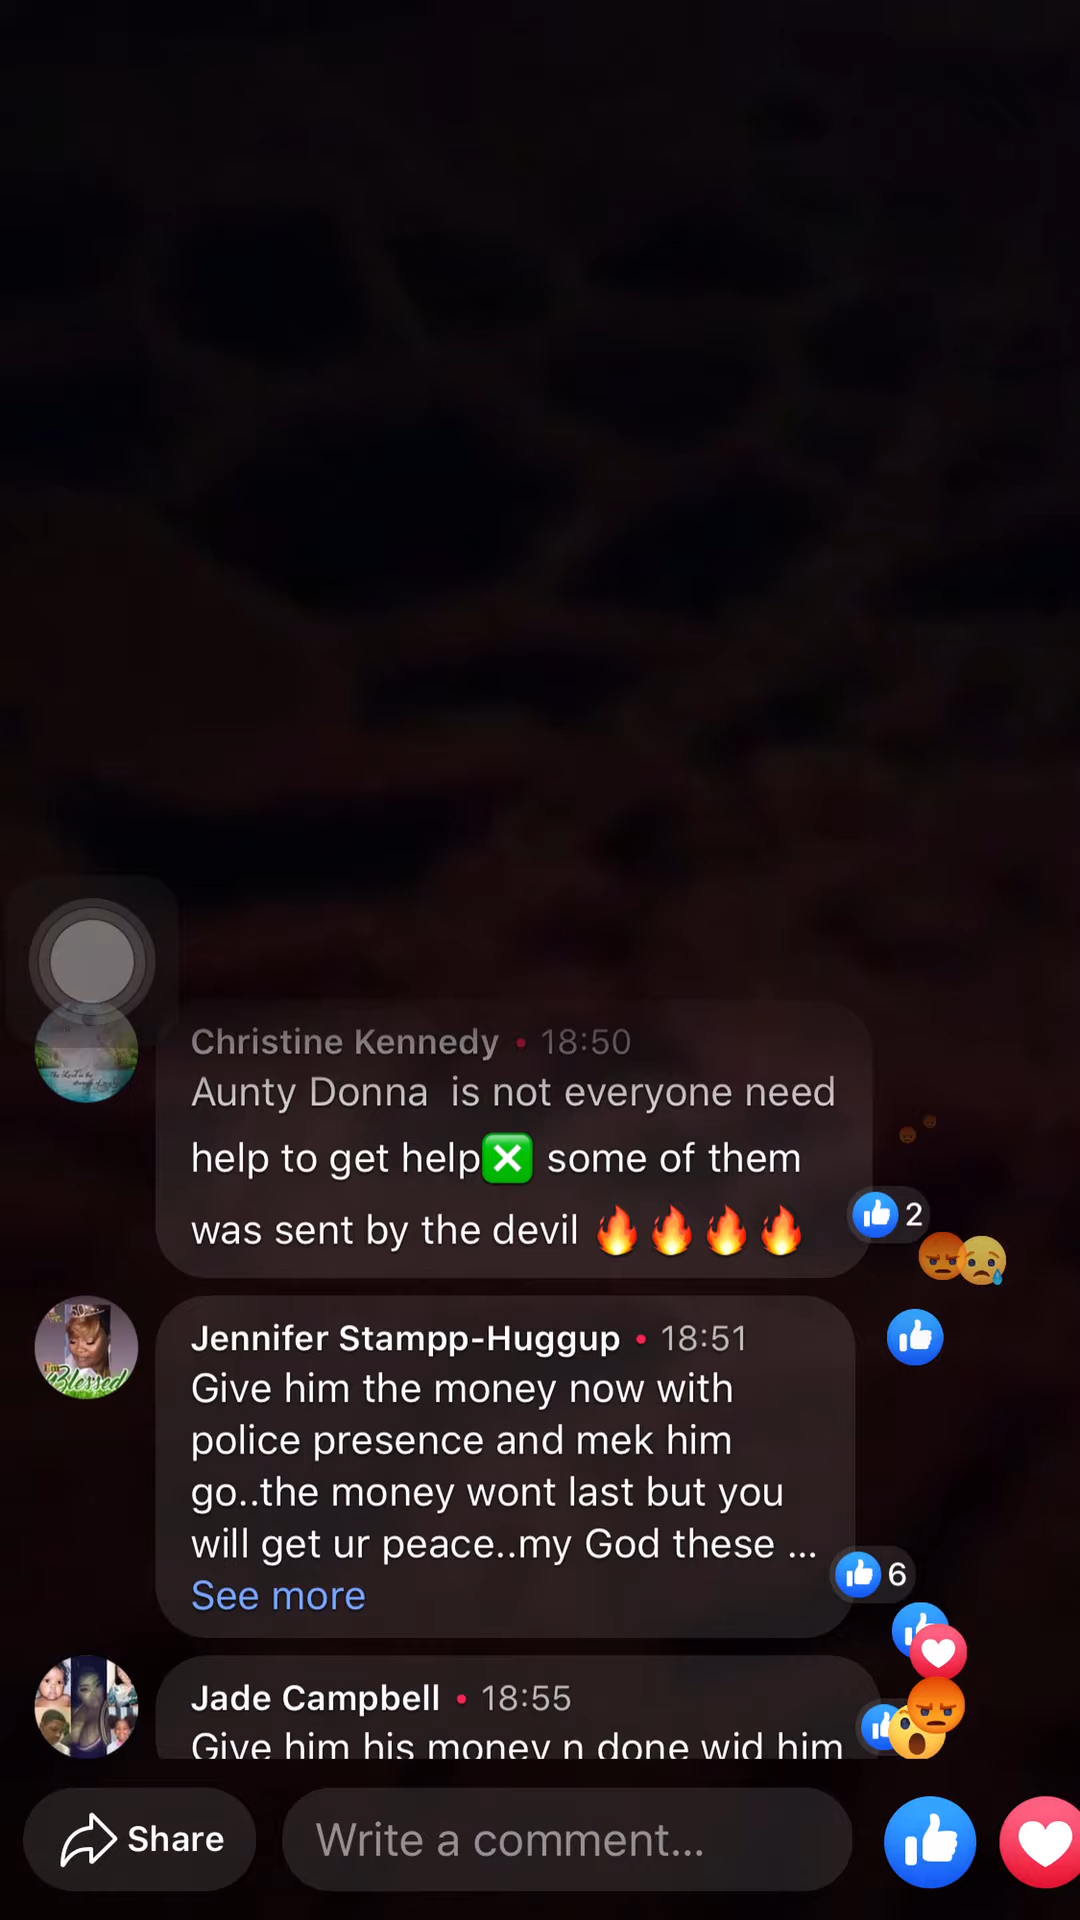 Christine Kennedy • 18:50
Aunty Donna  is not everyone need
help to get help❎ some of them
was sent by the devil 🔥🔥🔥🔥
2
Jennifer Stampp-Huggup • 18:51
Give him the money now with
police presence and mek him
go..the money wont last but you
will get ur peace..my God these ...
See more
6
Blessed
Jade Campbell • 18:55
Give him his money n done wid him
Share
Write a comment...